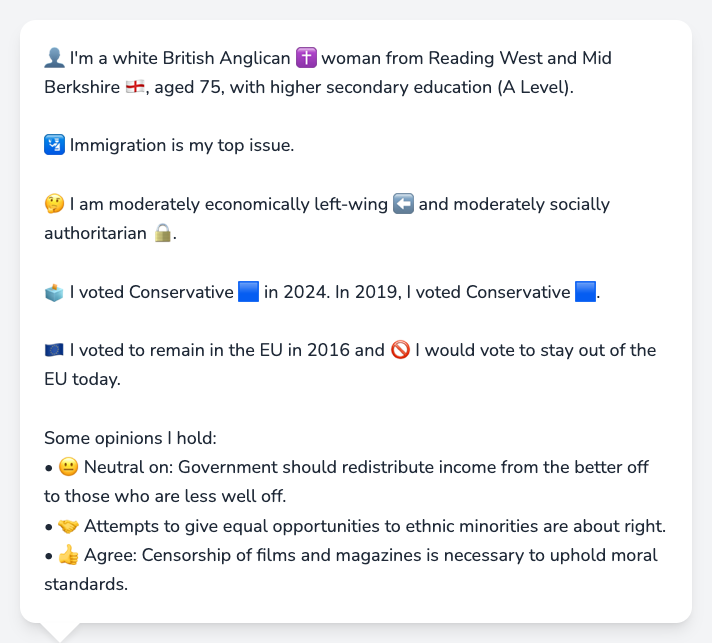 👤 I'm a white British Anglican ✝️ woman from Reading West and Mid
Berkshire 🏴󠁧󠁢󠁥󠁮󠁧󠁿, aged 75, with higher secondary education (A Level).
🛂 Immigration is my top issue.
🤔 I am moderately economically left-wing ⬅️ and moderately socially
authoritarian 🔒.
🗳️ I voted Conservative 🟦 in 2024. In 2019, I voted Conservative 🟦.
🇪🇺 I voted to remain in the EU in 2016 and 🚫 I would vote to stay out of the
EU today.
Some opinions I hold:
• 😐 Neutral on: Government should redistribute income from the better off
to those who are less well off.
• 🤝 Attempts to give equal opportunities to ethnic minorities are about right.
• 👍 Agree: Censorship of films and magazines is necessary to uphold moral
standards.